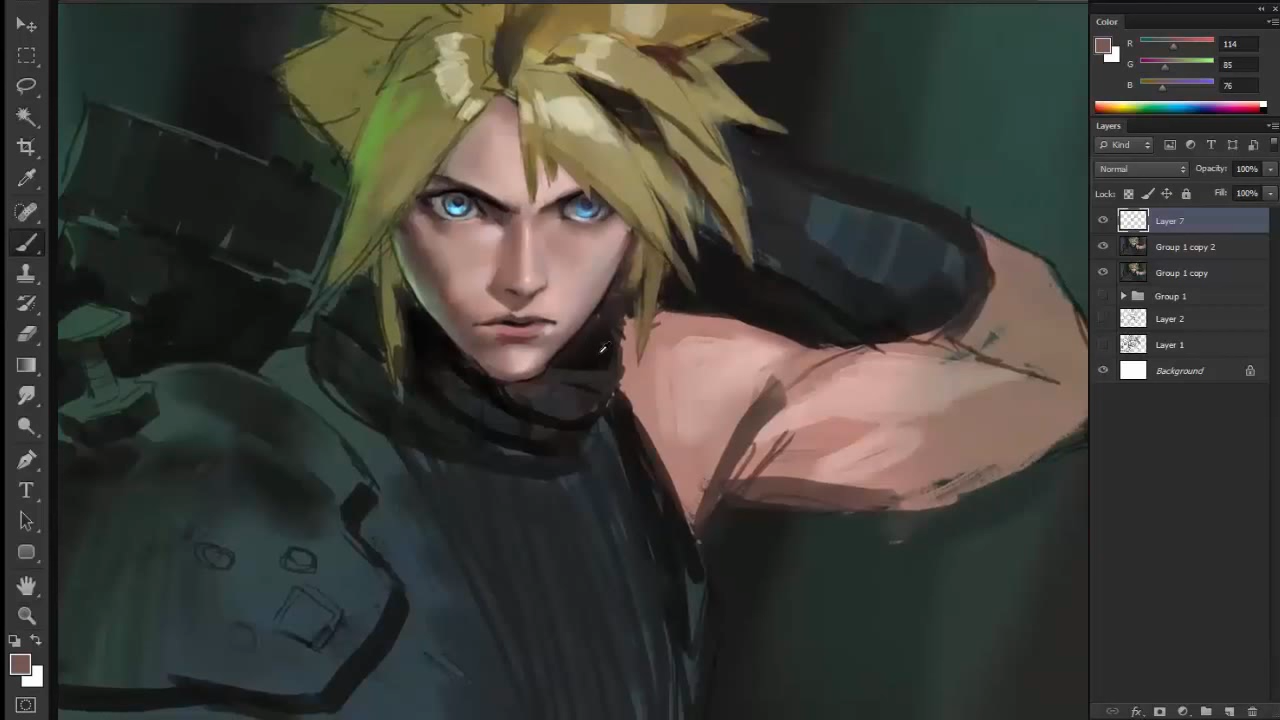 Color
R 114
G 85
B 76
Layers
Kind
Normal Opacity: 100%
Lock: Fill: 100%
Layer 7
Group 1 copy 2
Group 1 copy
Group 1
Layer 2
Layer 1
Background
T
fx